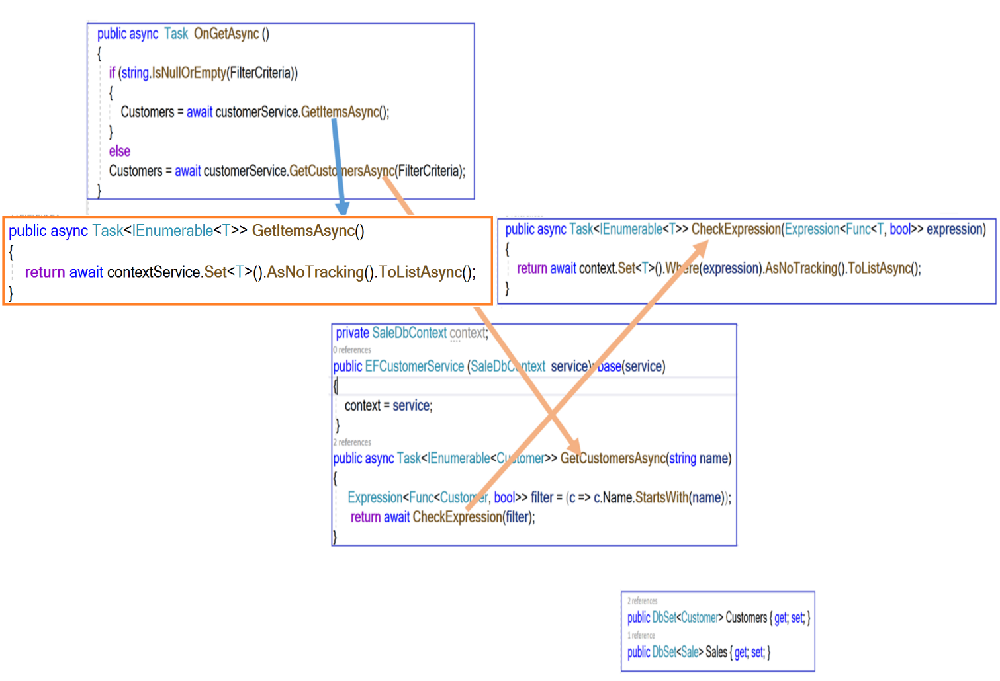 public async Task OnGetAsync ()
{
if (string.IsNullOrEmpty(FilterCriteria))
{
Customers = await customerService.GetItemsAsync();
}
else
Customers = await customerService.GetCustomersAsync(FilterCriteria);
}
public async Task<IEnumerable<T>> GetItemsAsync()
{
return await contextService.Set<T>().AsNoTracking().ToListAsync();
}
public async Task<IEnumerable<T>> CheckExpression(Expression<Func<T, bool>> expression)
{
return await context.Set<T>().Where(expression).AsNoTracking().ToListAsync();
}
private SaleDbContext context;
0 references
public EFCustomerService (SaleDbContext service): base(service)
{
context = service;
}
2 references
public async Task<IEnumerable<Customer>> GetCustomersAsync(string name)
{
Expression<Func<Customer, bool>> filter = (c => c.Name.StartsWith(name));
return await CheckExpression(filter);
}
2 references
public DbSet<Customer> Customers { get; set; }
1 reference
public DbSet<Sale> Sales { get; set; }